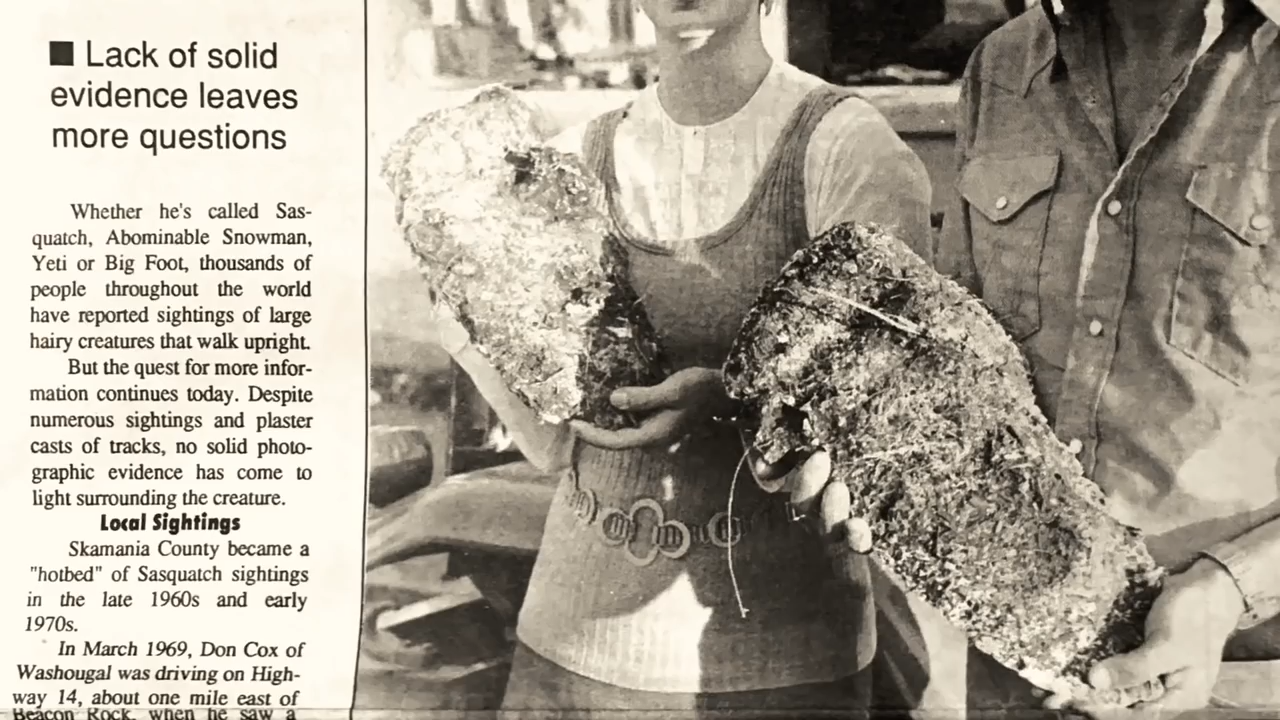 ■ Lack of solid
evidence leaves
more questions
Whether he's called Sas-
quatch, Abominable Snowman,
Yeti or Big Foot, thousands of
people throughout the world
have reported sightings of large
hairy creatures that walk upright.
But the quest for more infor-
mation continues today. Despite
numerous sightings and plaster
casts of tracks, no solid photo-
graphic evidence has come to
light surrounding the creature.
Local Sightings
Skamania County became a
"hotbed" of Sasquatch sightings
in the late 1960s and early
1970s.
In March 1969, Don Cox of
Washougal was driving on High-
way 14, about one mile east of
Beacon Rock, when he saw a